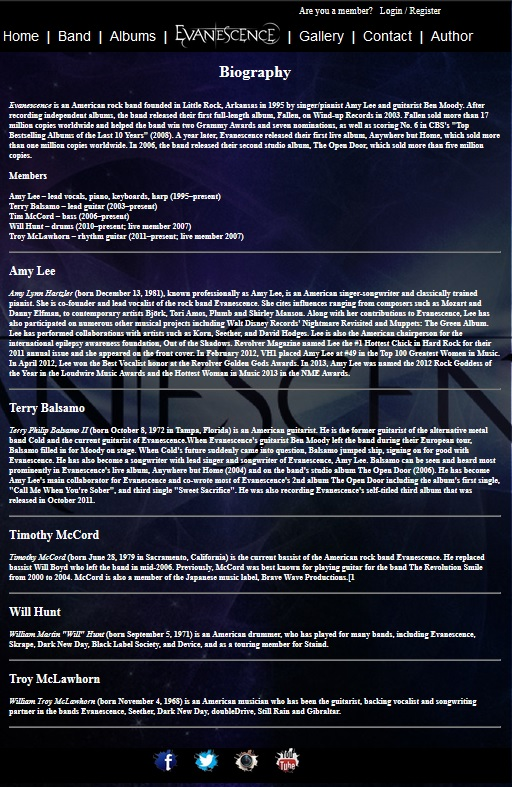 Are you a member? Login / Register
Home | Band | Albums | EVANESCENCE | Gallery | Contact | Author
Biography
Evanescence is an American rock band founded in Little Rock, Arkansas in 1995 by singer/pianist Amy Lee and guitarist Ben Moody. After
recording independent albums, the band released their first full-length album, Fallen, on Wind-up Records in 2003. Fallen sold more than 17
million copies worldwide and helped the band win two Grammy Awards and seven nominations, as well as scoring No. 6 in CBS's "Top
Bestselling Albums of the Last 10 Years" (2008). A year later, Evanescence released their first live album, Anywhere but Home, which sold more
than one million copies worldwide. In 2006, the band released their second studio album, The Open Door, which sold more than five million
copies.
Members
Amy Lee – lead vocals, piano, keyboards, harp (1995–present)
Terry Balsamo – lead guitar (2003–present)
Tim McCord – bass (2006–present)
Will Hunt – drums (2010–present; live member 2007)
Troy McLawhorn – rhythm guitar (2011–present; live member 2007)
Amy Lee
Amy Lynn Hartzler (born December 13, 1981), known professionally as Amy Lee, is an American singer-songwriter and classically trained
pianist. She is co-founder and lead vocalist of the rock band Evanescence. She cites influences ranging from composers such as Mozart and
Danny Elfman, to contemporary artists Björk, Tori Amos, Plumb and Shirley Manson. Along with her contributions to Evanescence, Lee has
also participated on numerous other musical projects including Walt Disney Records' Nightmare Revisited and Muppets: The Green Album.
Lee has performed collaborations with artists such as Korn, Seether, and David Hodges. Lee is also the American chairperson for the
international epilepsy awareness foundation, Out of the Shadows. Revolver Magazine named Lee the #1 Hottest Chick in Hard Rock for their
2011 annual issue and she appeared on the front cover. In February 2012, VH1 placed Amy Lee at #49 in the Top 100 Greatest Women in Music.
In April 2012, Lee won the Best Vocalist honor at the Revolver Golden Gods Awards. In 2013, Amy Lee was named the 2012 Rock Goddess of
the Year in the Loudwire Music Awards and the Hottest Woman in Music 2013 in the NME Awards.
Terry Balsamo
Terry Philip Balsamo II (born October 8, 1972 in Tampa, Florida) is an American guitarist. He is the former guitarist of the alternative metal
band Cold and the current guitarist of Evanescence.When Evanescence's guitarist Ben Moody left the band during their European tour,
Balsamo filled in for Moody on stage. When Cold's future suddenly came into question, Balsamo jumped ship, signing on for good with
Evanescence. He has also become a songwriter with lead singer and songwriter of Evanescence, Amy Lee. Balsamo can be seen and heard most
prominently in Evanescence's live album, Anywhere but Home (2004) and on the band's studio album The Open Door (2006). He has become
Amy Lee's main collaborator for Evanescence and co-wrote most of Evanescence's 2nd album The Open Door including the album's first single,
"Call Me When You're Sober", and third single "Sweet Sacrifice". He was also recording Evanescence's self-titled third album that was
released in October 2011.
Timothy McCord
Timothy McCord (born June 28, 1979 in Sacramento, California) is the current bassist of the American rock band Evanescence. He replaced
bassist Will Boyd who left the band in mid-2006. Previously, McCord was best known for playing guitar for the band The Revolution Smile
from 2000 to 2004. McCord is also a member of the Japanese music label, Brave Wave Productions.[1
Will Hunt
William Martin "Will" Hunt (born September 5, 1971) is an American drummer, who has played for many bands, including Evanescence,
Skrape, Dark New Day, Black Label Society, and Device, and as a touring member for Staind.
Troy McLawhorn
William Troy McLawhorn (born November 4, 1968) is an American musician who has been the guitarist, backing vocalist and songwriting
partner in the bands Evanescence, Seether, Dark New Day, doubleDrive, Still Rain and Gibraltar.
You Tube